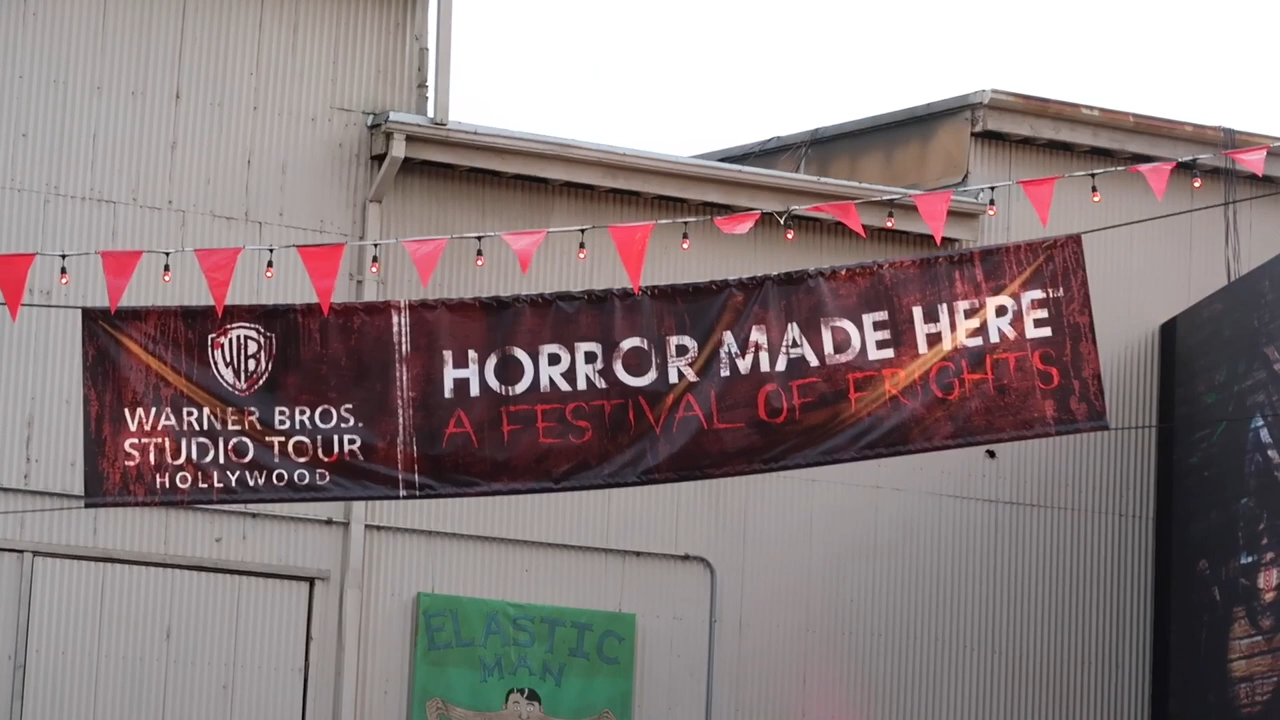 WB
WARNER BROS.
STUDIO TOUR
HOLLYWOOD
HORROR MADE HERE™
A FESTIVAL OF FRIGHTS
ELASTIC
MAN